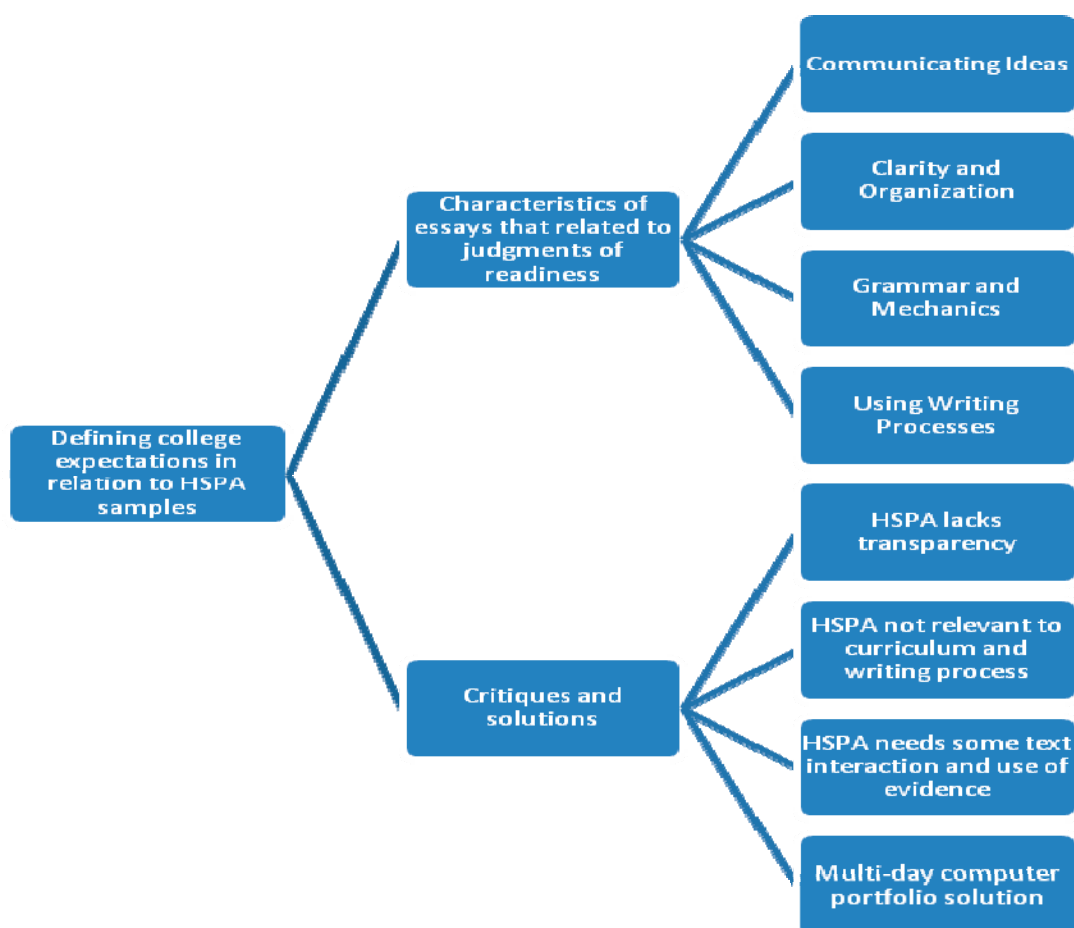 Communicating Ideas
Clarity and
Organization
Characteristics of
essays that related to
judgments of
readiness
Grammar and
Mechanics
Using Writing
Processes
Defining college
expectations in
relation to HSPA
samples
HSPA lacks
transparency
HSPA not relevant to
curriculum and
writing process
Critiques and
solutions
HSPA needs some text
interaction and use of
evidence
Multi-day computer
portfolio solution